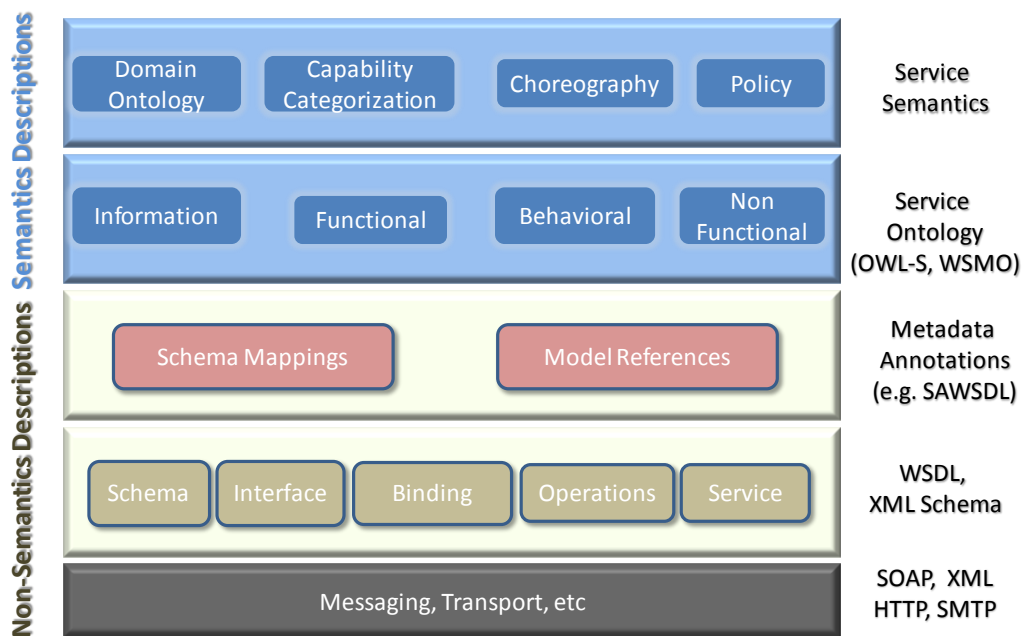 Semantics Descriptions
Domain
Ontology
Capability
Categorization
Choreography
Policy
Service
Semantics
Information
Functional
Behavioral
Non
Functional
Service
Ontology
(OWL-S, WSMO)
Non-Semantics Descriptions
Schema Mappings
Model References
Metadata
Annotations
(e.g. SAWSDL)
Schema
Interface
Binding
Operations
Service
WSDL,
XML Schema
Messaging, Transport, etc
SOAP, XML
HTTP, SMTP